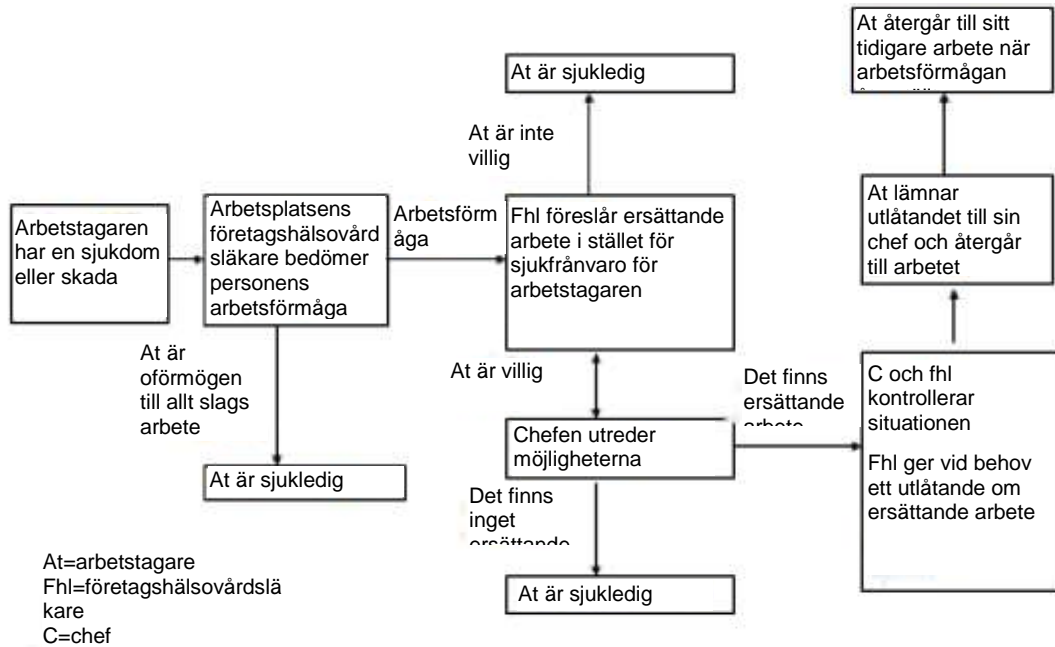 Arbetstagaren
har en sjukdom
eller skada
Arbetsplatsens
företagshälsovård
släkare bedömer
personens
arbetsförmåga
At är
oförmögen
till allt slags
arbete
At är sjukledig
Arbetsförm
åga
Fhl föreslår ersättande
arbete i stället för
sjukfrånvaro för
arbetstagaren
At är inte
villig
At är sjukledig
At är villig
Chefen utreder
möjligheterna
Det finns
inget
ersättande
At är sjukledig
Det finns
ersättande
arbete
C och fhl
kontrollerar
situationen
Fhl ger vid behov
ett utlåtande om
ersättande arbete
At lämnar
utlåtandet till sin
chef och återgår
till arbetet
At återgår till sitt
tidigare arbete när
arbetsförmågan
At=arbetstagare
Fhl=företagshälsovårdslä
kare
C=chef